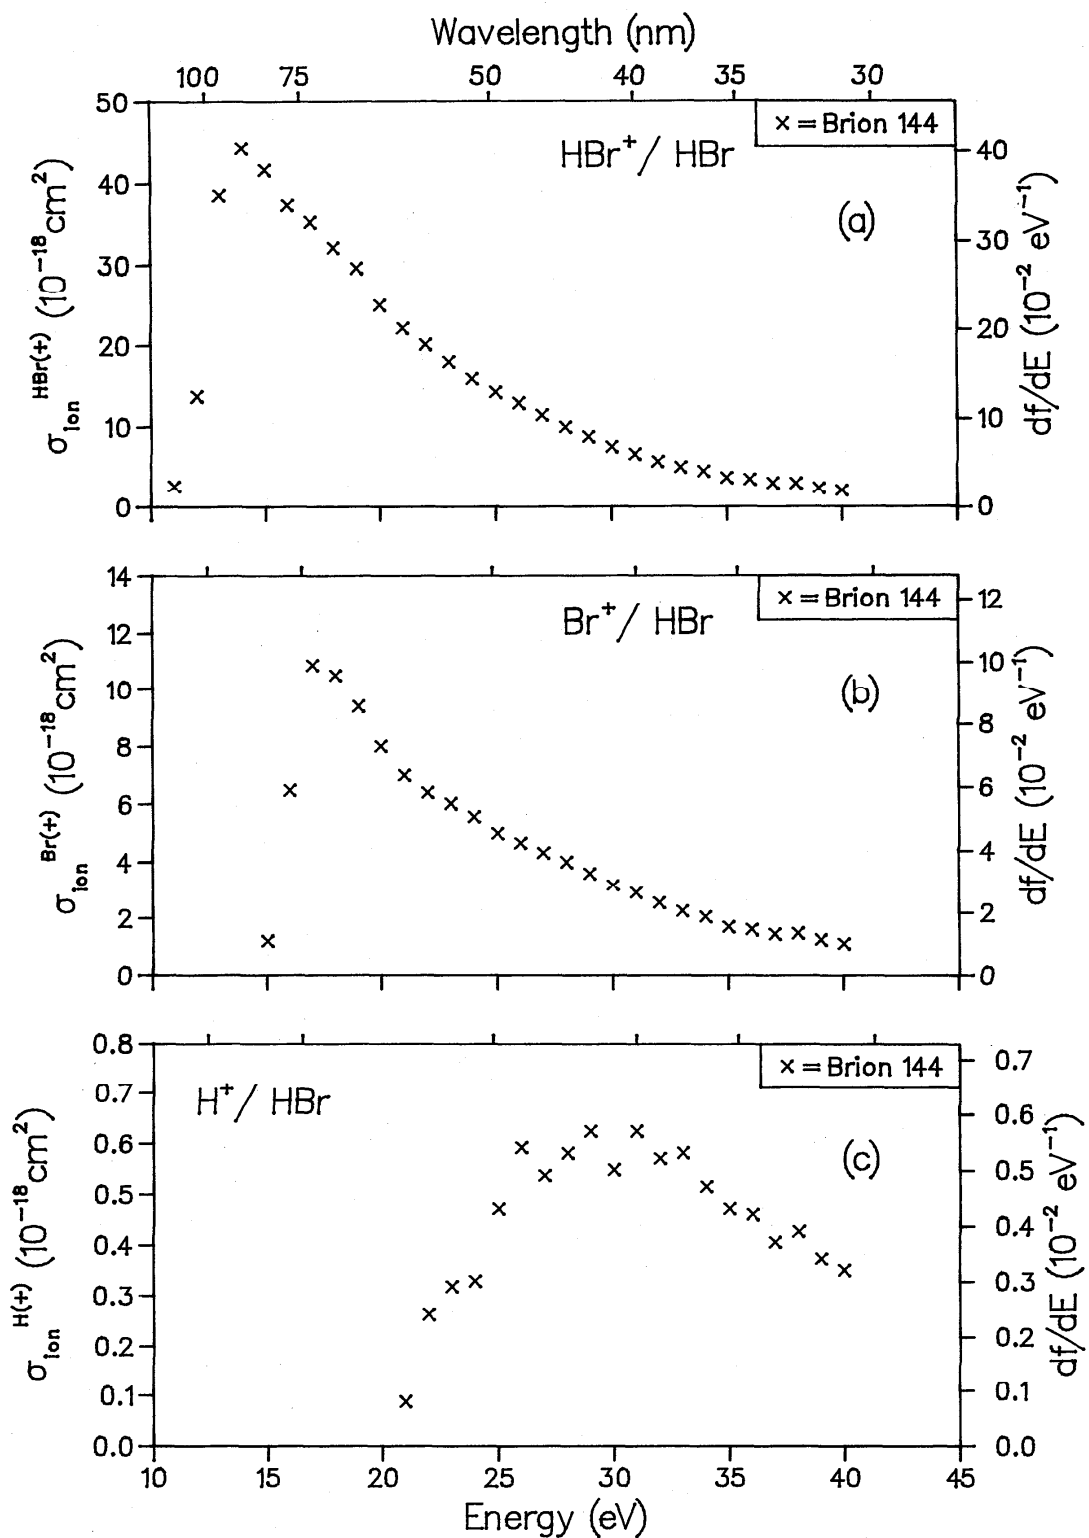 Wavelength (nm)
100 75 50 40 35 30
50
40
30
20
10
0
σ_ion^HBr(+) (10⁻¹⁸cm²)
HBr⁺/ HBr
× = Brion 144
(a)
40
30
20
10
0
df/dE (10⁻² eV⁻¹)
14
12
10
8
6
4
2
0
σ_ion^Br(+) (10⁻¹⁸cm²)
Br⁺/ HBr
× = Brion 144
(b)
12
10
8
6
4
2
0
df/dE (10⁻² eV⁻¹)
0.8
0.7
0.6
0.5
0.4
0.3
0.2
0.1
0.0
σ_ion^H(+) (10⁻¹⁸cm²)
H⁺/ HBr
× = Brion 144
(c)
0.7
0.6
0.5
0.4
0.3
0.2
0.1
0.0
df/dE (10⁻² eV⁻¹)
10 15 20 25 30 35 40 45
Energy (eV)